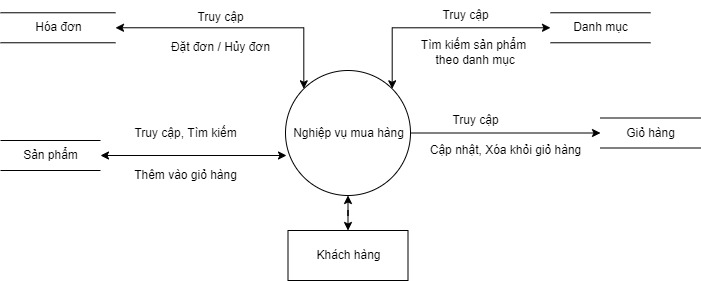 Truy cập
Hóa đơn
Đặt đơn / Hủy đơn
Truy cập
Danh mục
Tìm kiếm sản phẩm
theo danh mục
Truy cập, Tìm kiếm
Sản phẩm
Thêm vào giỏ hàng
Nghiệp vụ mua hàng
Truy cập
Giỏ hàng
Cập nhật, Xóa khỏi giỏ hàng
Khách hàng